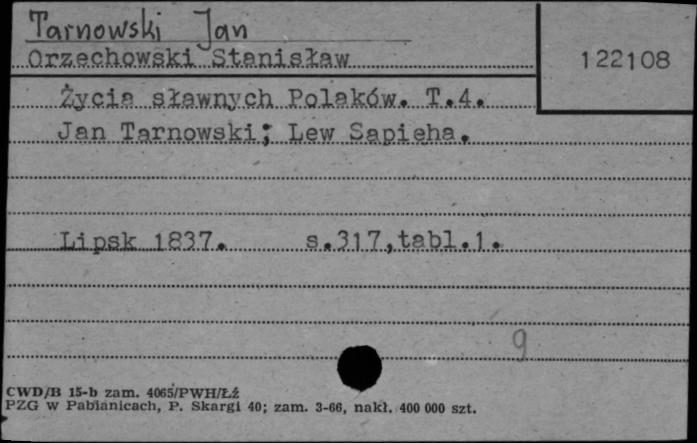 Tarnowski Jan
Orzechowski Stanisław
122108
Życia sławnych Polaków. T.4.
Jan Tarnowski; Lew Sapieha.
Lipsk 1837. s.317,tabl.1.
9
CWD/B 15-b zam. 4065/PWH/Łź
PZG w Pabianicach, P. Skargi 40; zam. 3-66, nakł. 400 000 szt.